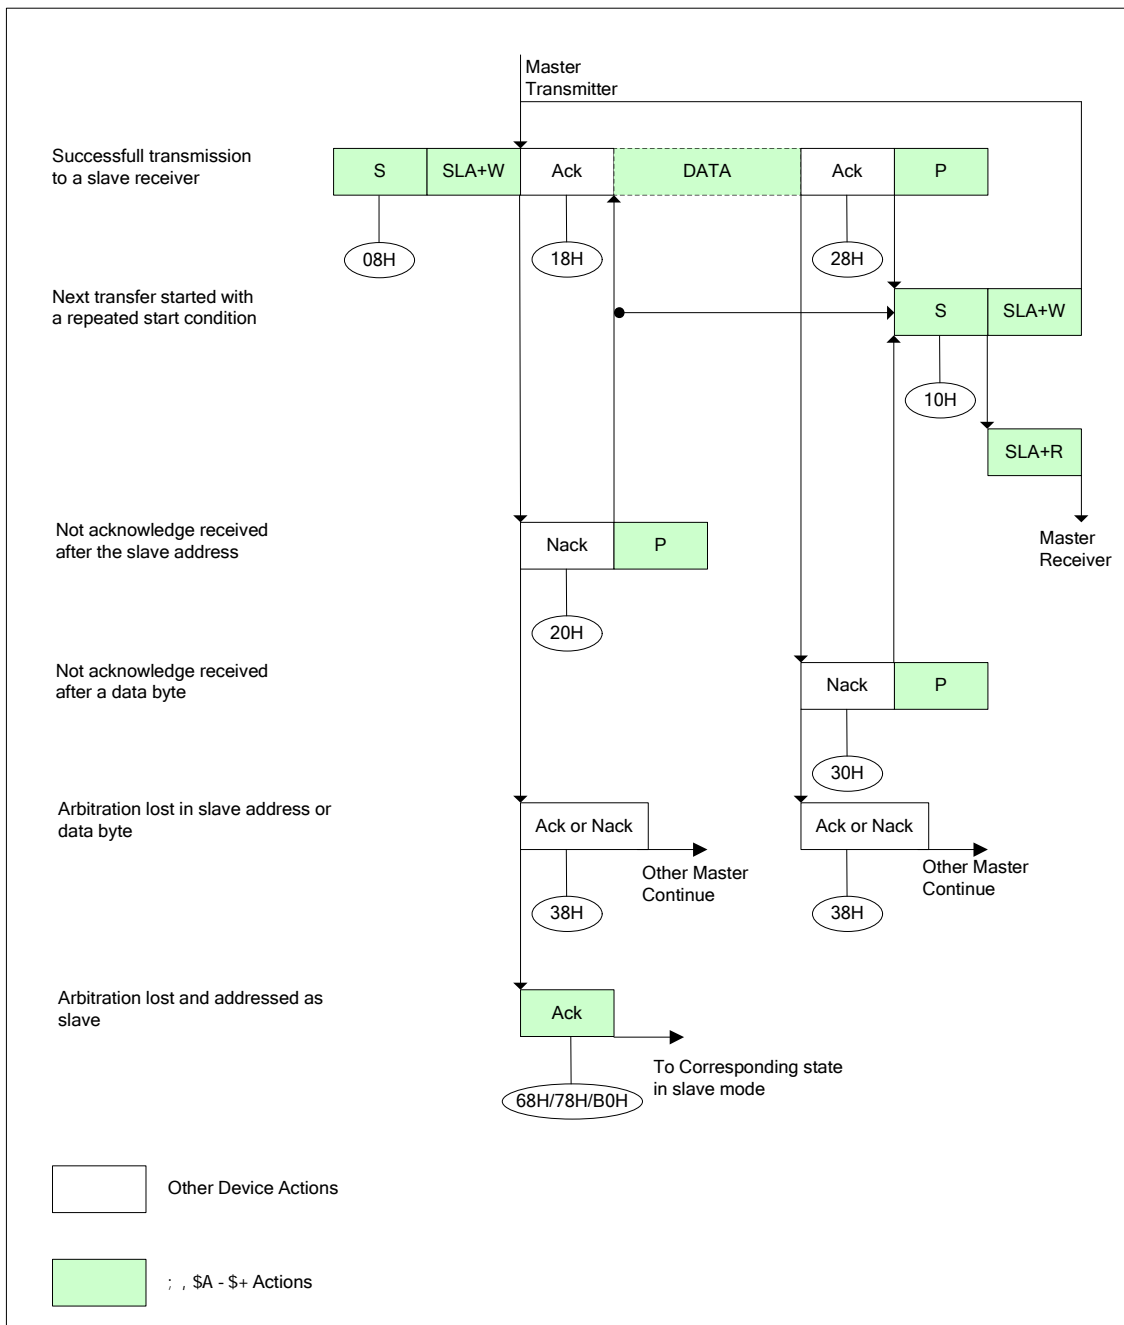 Master
Transmitter
Successfull transmission
to a slave receiver
S
SLA+W
Ack
DATA
Ack
P
08H
18H
28H
Next transfer started with
a repeated start condition
S
SLA+W
10H
SLA+R
Not acknowledge received
after the slave address
Nack
P
Master
Receiver
20H
Not acknowledge received
after a data byte
Nack
P
30H
Arbitration lost in slave address or
data byte
Ack or Nack
Ack or Nack
Other Master
Continue
Other Master
Continue
38H
38H
Arbitration lost and addressed as
slave
Ack
To Corresponding state
in slave mode
68H/78H/B0H
Other Device Actions
; , $A - $+ Actions